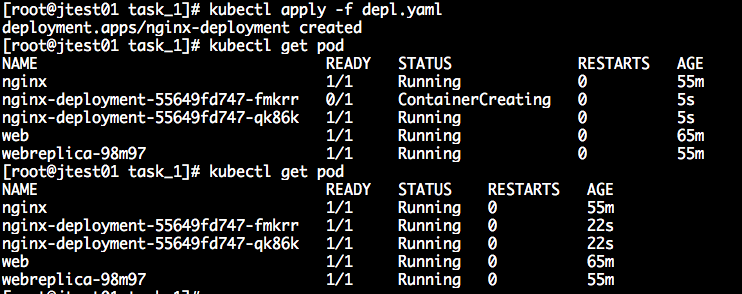 [root@jtest01 task_1]# kubectl apply -f depl.yaml
deployment.apps/nginx-deployment created
[root@jtest01 task_1]# kubectl get pod
NAME READY STATUS RESTARTS AGE
nginx 1/1 Running 0 55m
nginx-deployment-55649fd747-fmkrr 0/1 ContainerCreating 0 5s
nginx-deployment-55649fd747-qk86k 1/1 Running 0 5s
web 1/1 Running 0 65m
webreplica-98m97 1/1 Running 0 55m
[root@jtest01 task_1]# kubectl get pod
NAME READY STATUS RESTARTS AGE
nginx 1/1 Running 0 55m
nginx-deployment-55649fd747-fmkrr 1/1 Running 0 22s
nginx-deployment-55649fd747-qk86k 1/1 Running 0 22s
web 1/1 Running 0 65m
webreplica-98m97 1/1 Running 0 55m